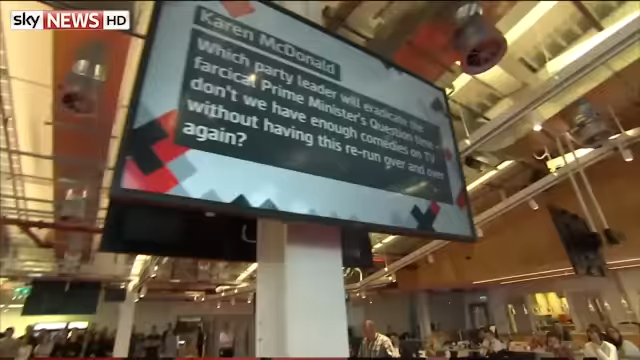 sky NEWS HD
Karen McDonald
Which party leader will eradicate the
farcical Prime Minister's Question time -
don't we have enough comedies on TV
without having this re-run over and over
again?